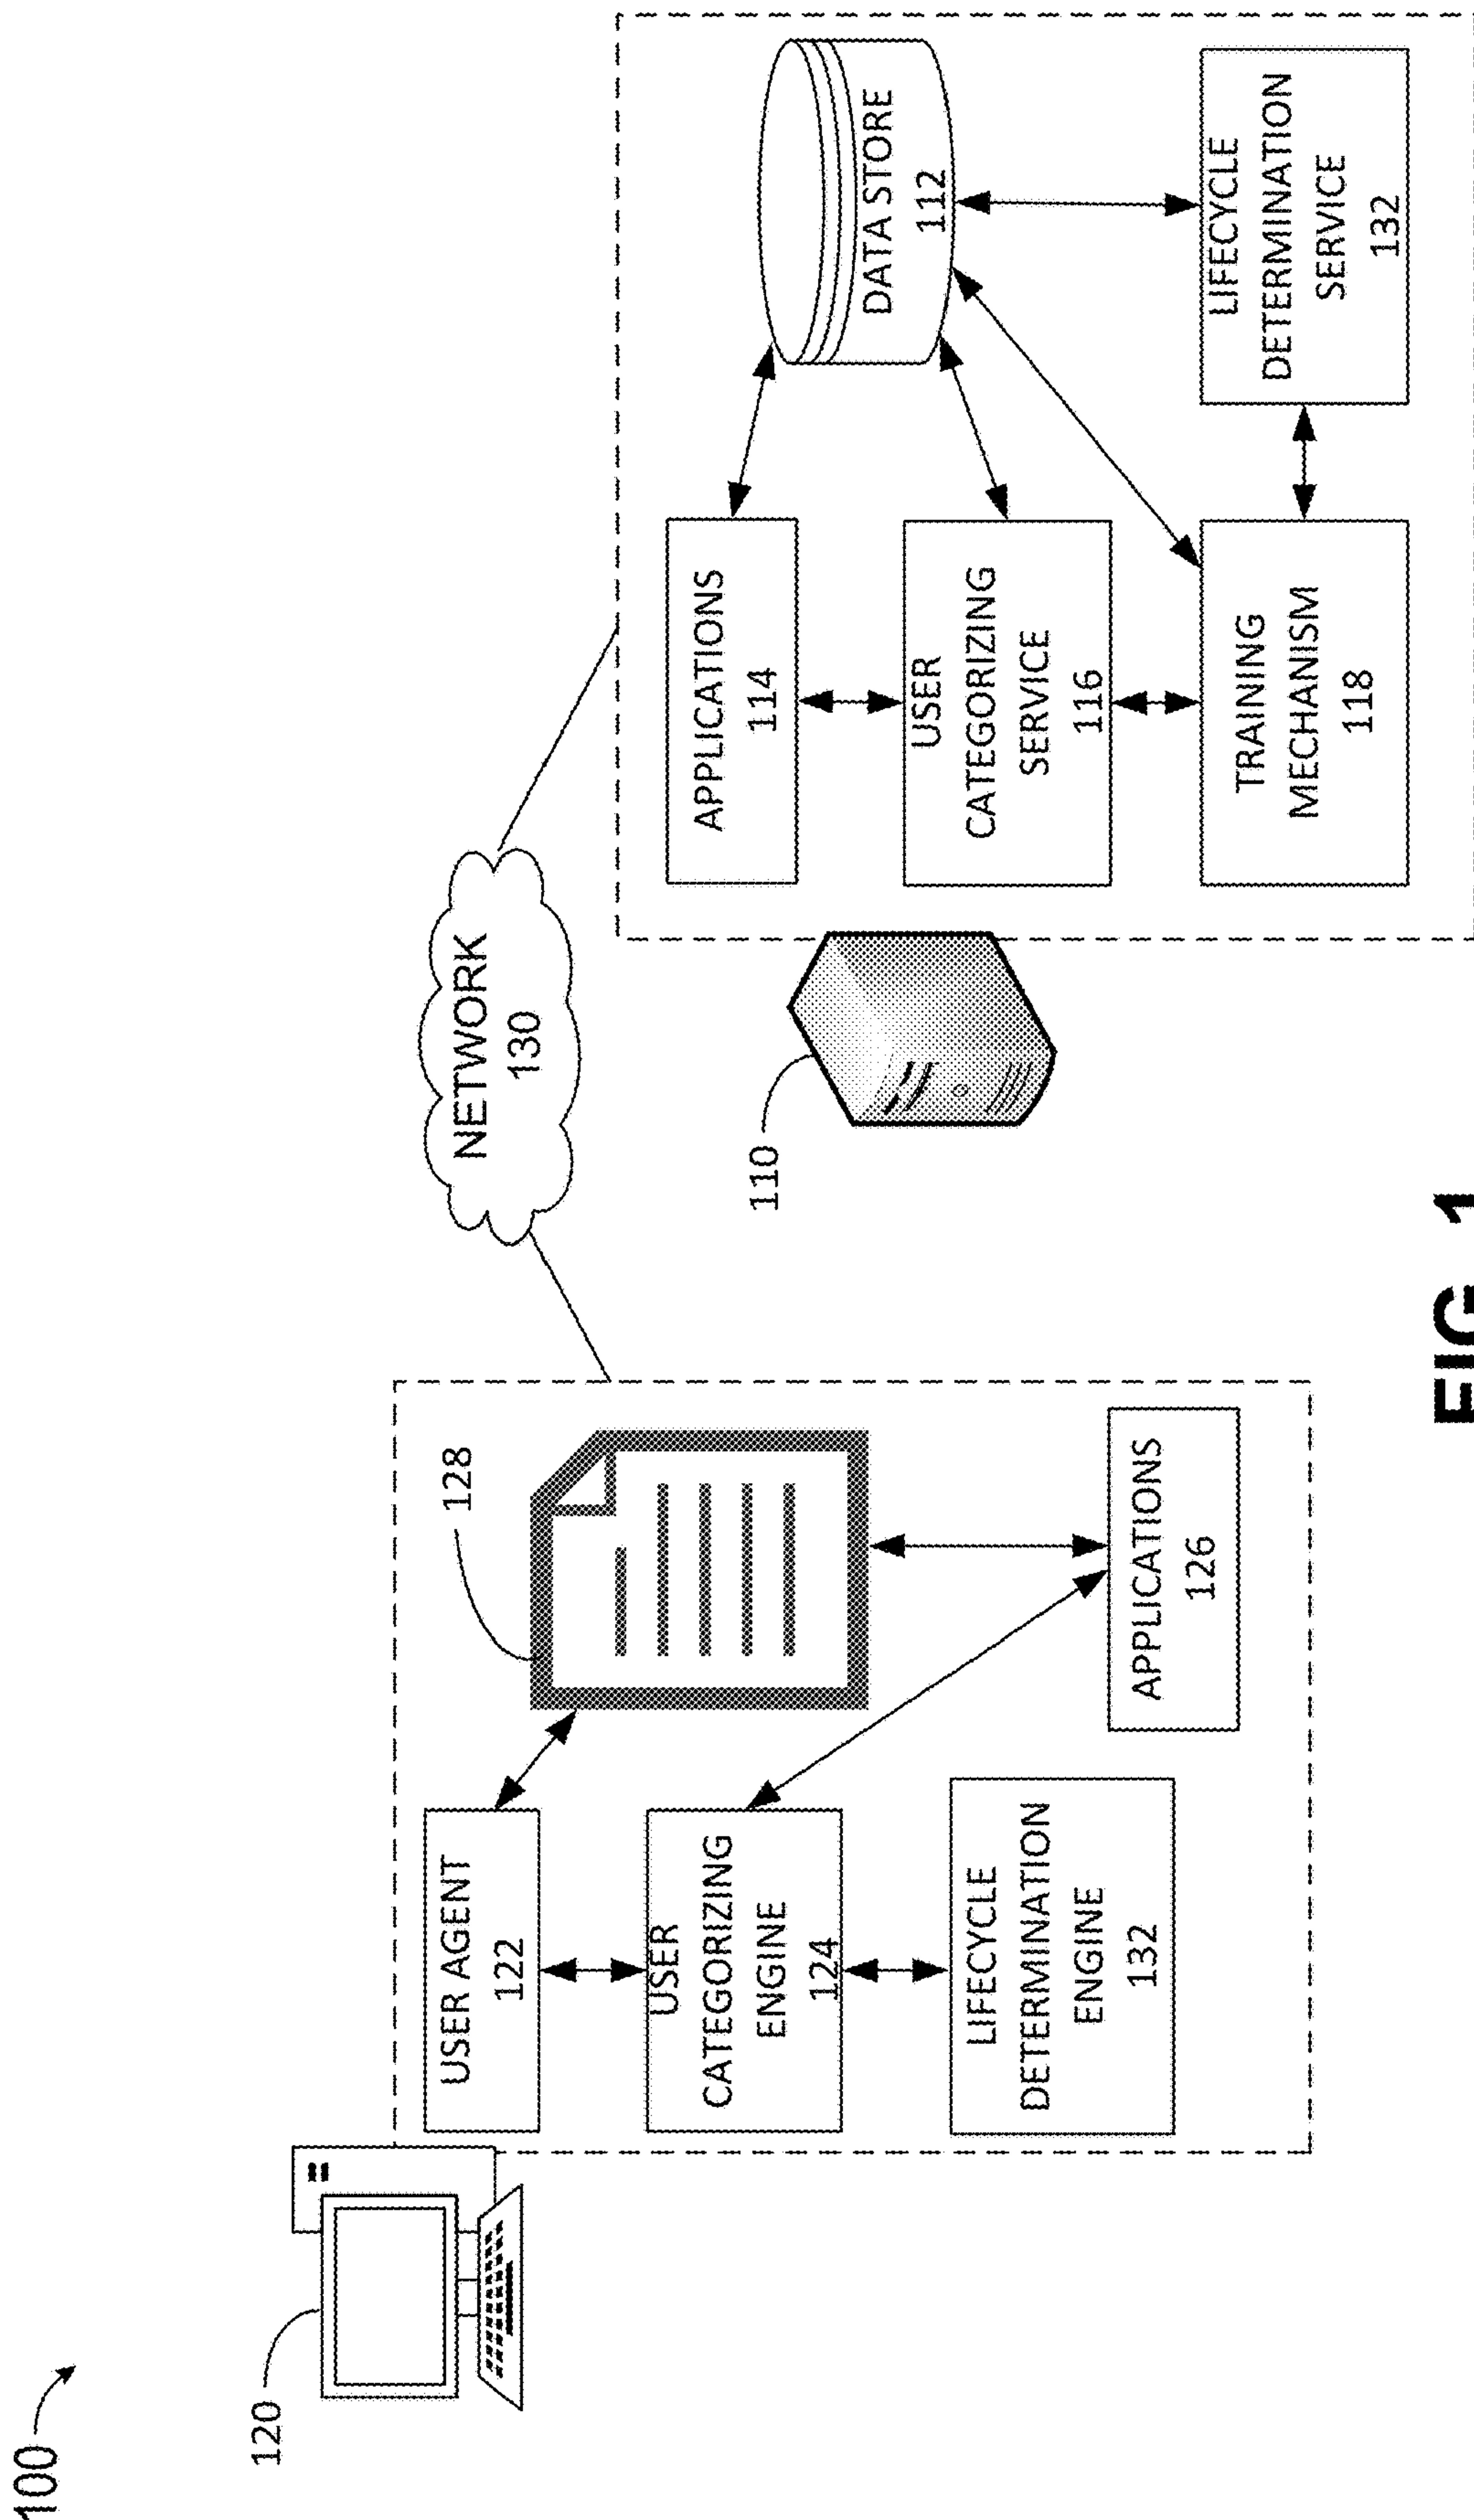 100
120
USER AGENT
122
USER
CATEGORIZING
ENGINE
124
LIFECYCLE
DETERMINATION
ENGINE
132
128
APPLICATIONS
126
NETWORK
130
110
APPLICATIONS
114
USER
CATEGORIZING
SERVICE
116
TRAINING
MECHANISM
118
DATA STORE
112
LIFECYCLE
DETERMINATION
SERVICE
132
FIG. 1